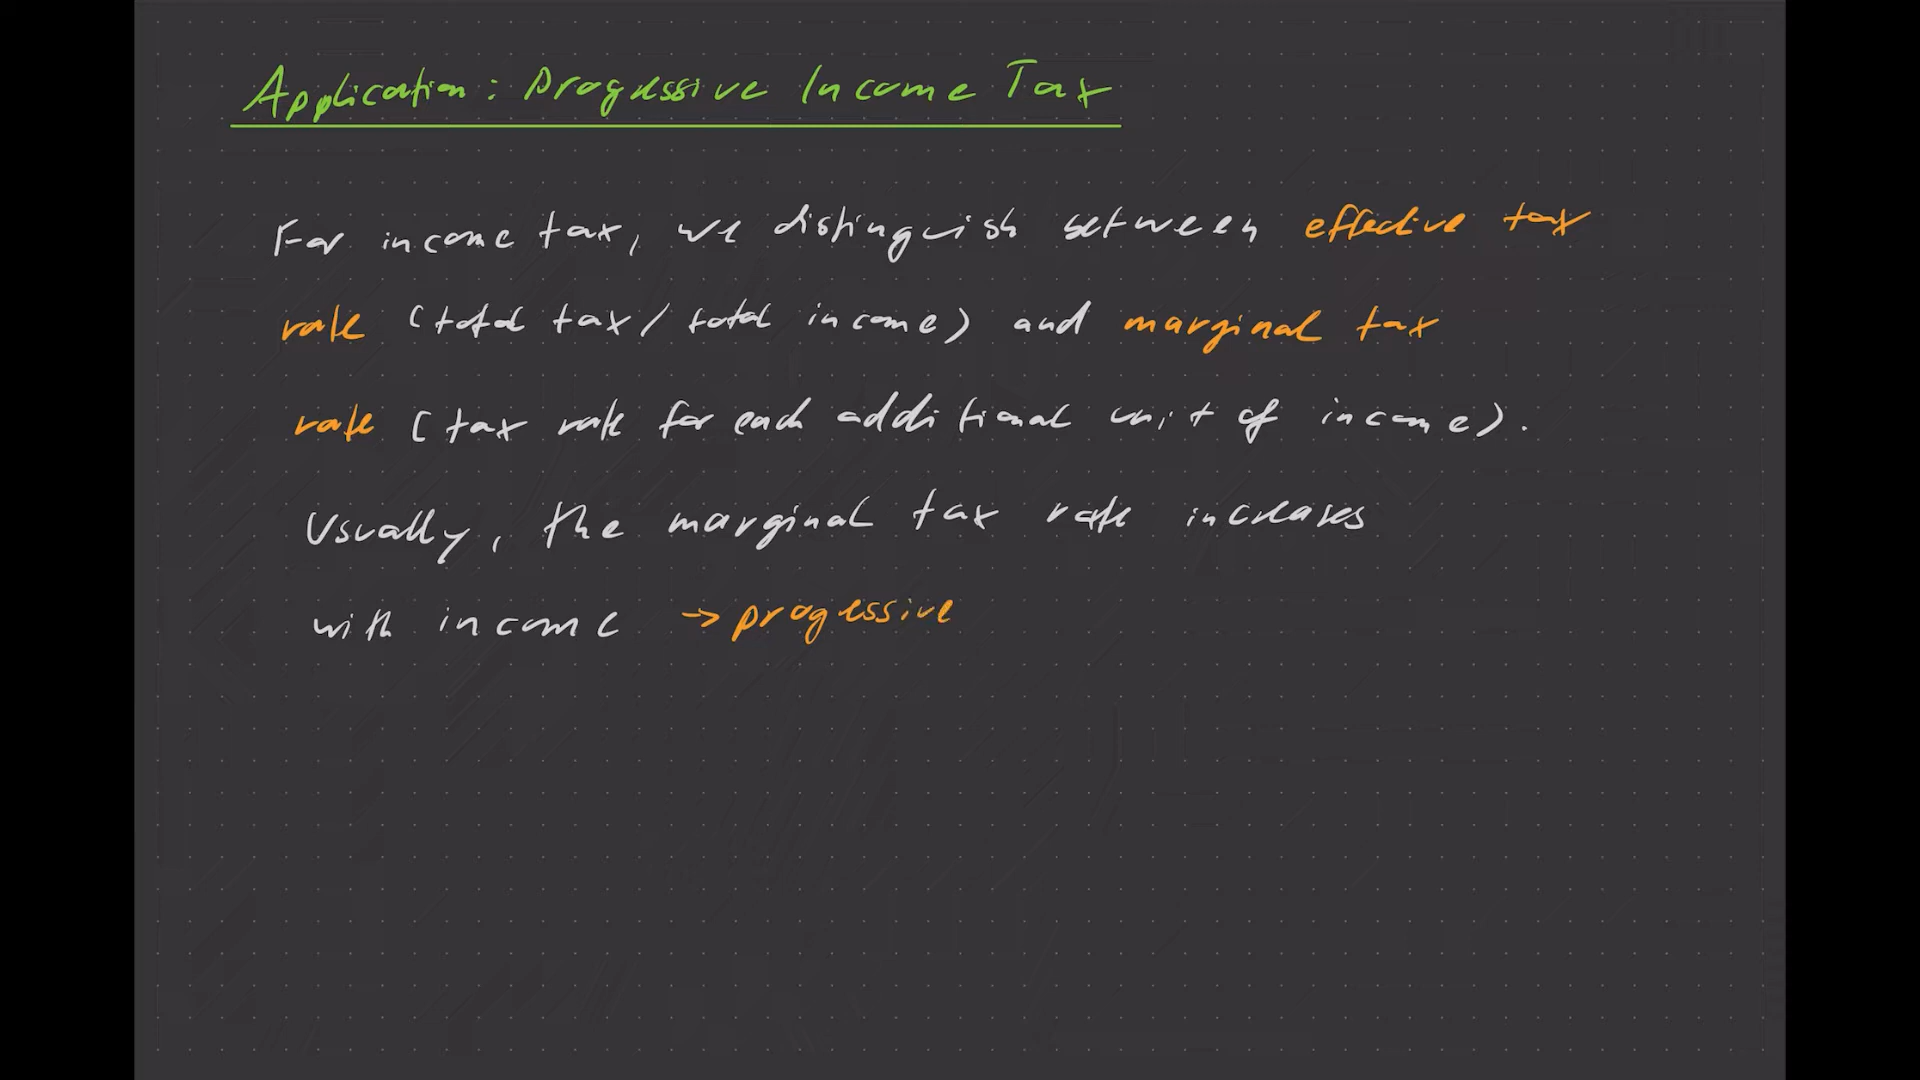 Application: Progressive Income Tax
For income tax, we distinguish between effective tax
rate (total tax/total income) and marginal tax
rate (tax rate for each additional unit of income).
Usually, the marginal tax rate increases
with income → progressive